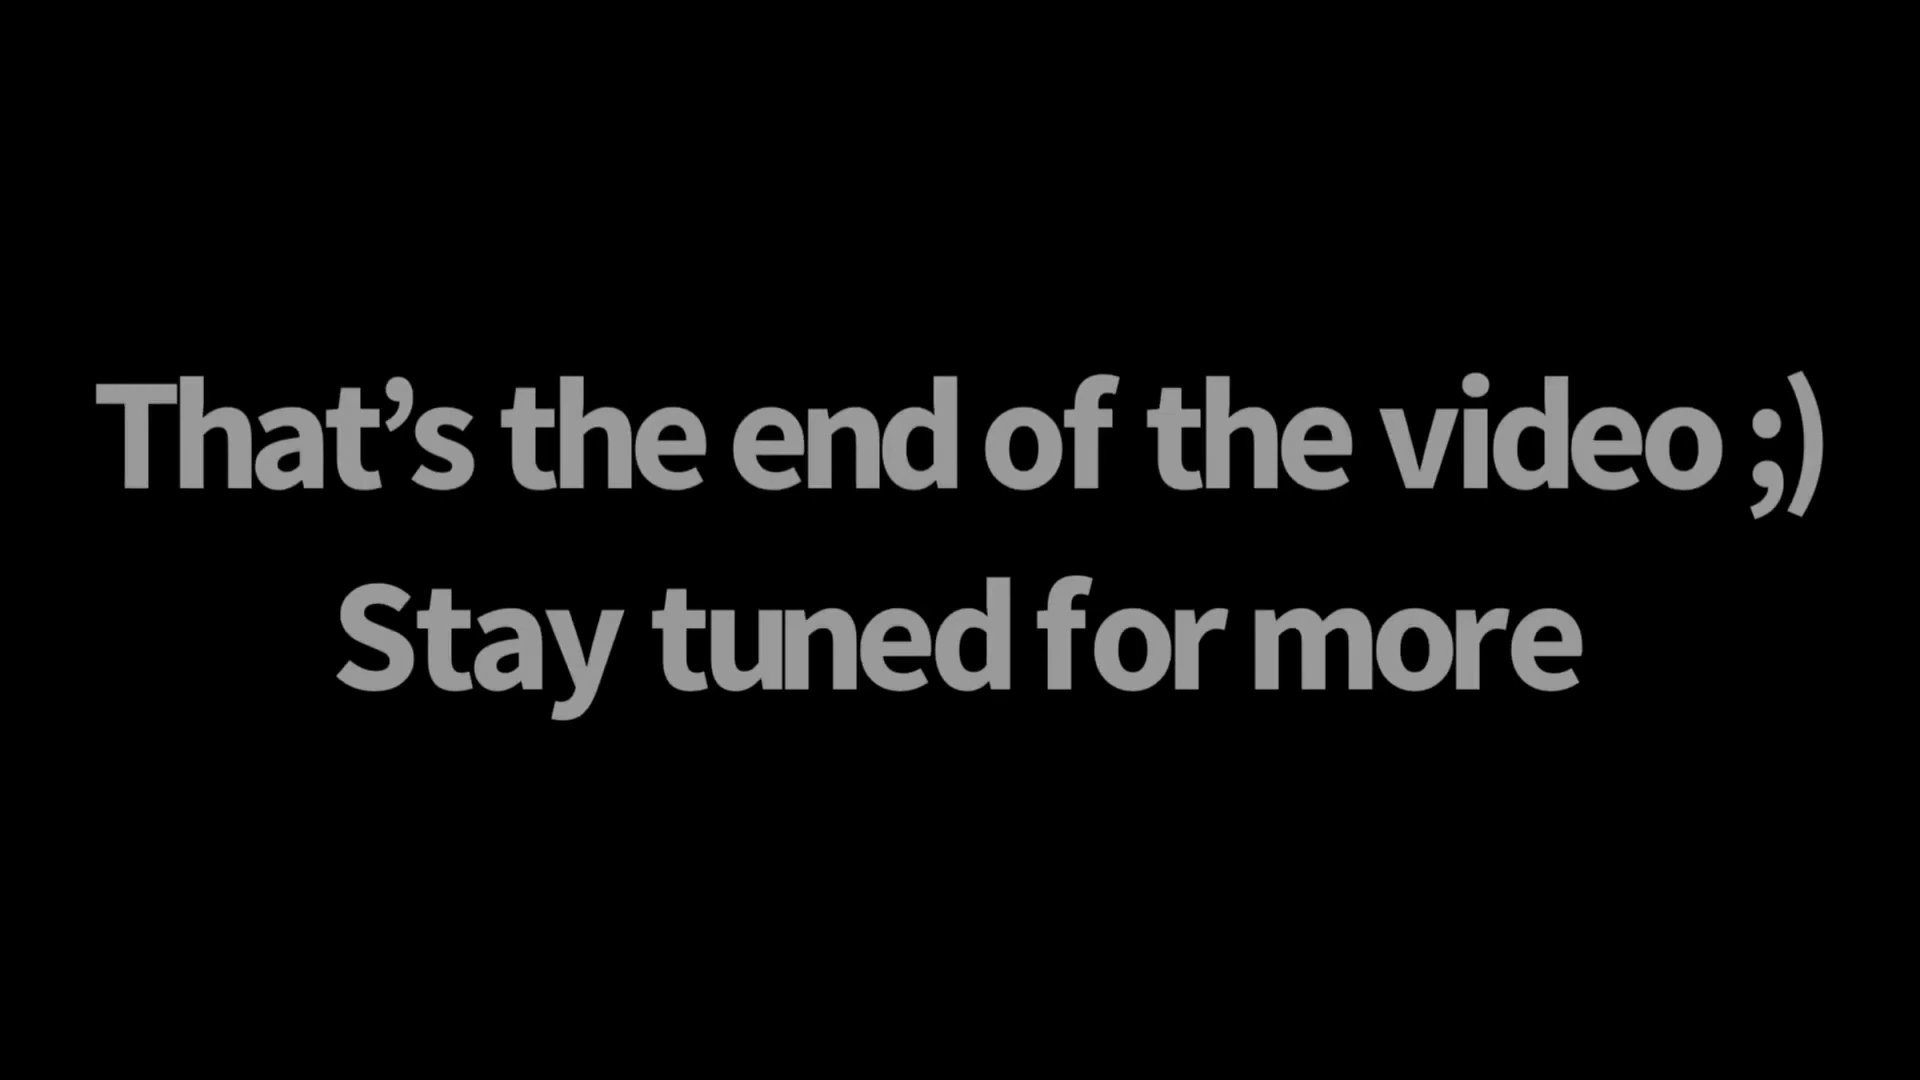 That’s the end of the video ;)
Stay tuned for more